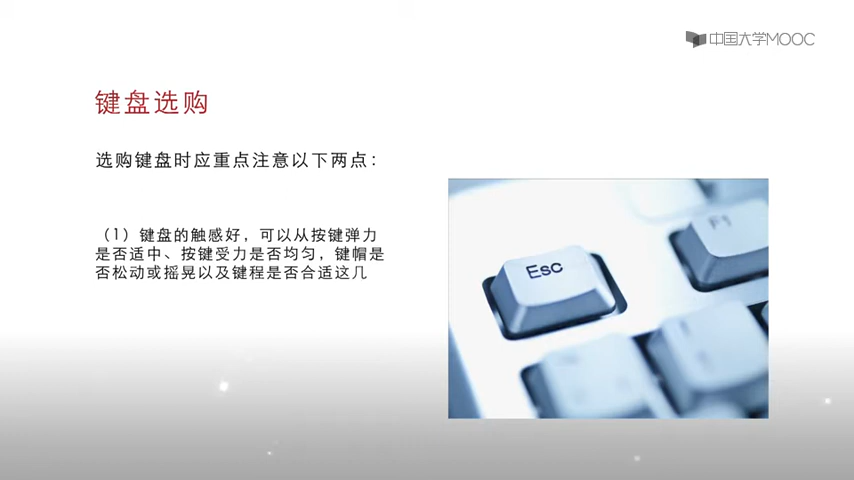 中国大学MOOC
键盘选购
选购键盘时应重点注意以下两点：
（1）键盘的触感好，可以从按键弹力
是否适中、按键受力是否均匀，键帽是
否松动或摇晃以及键程是否合适这几
Esc
F1